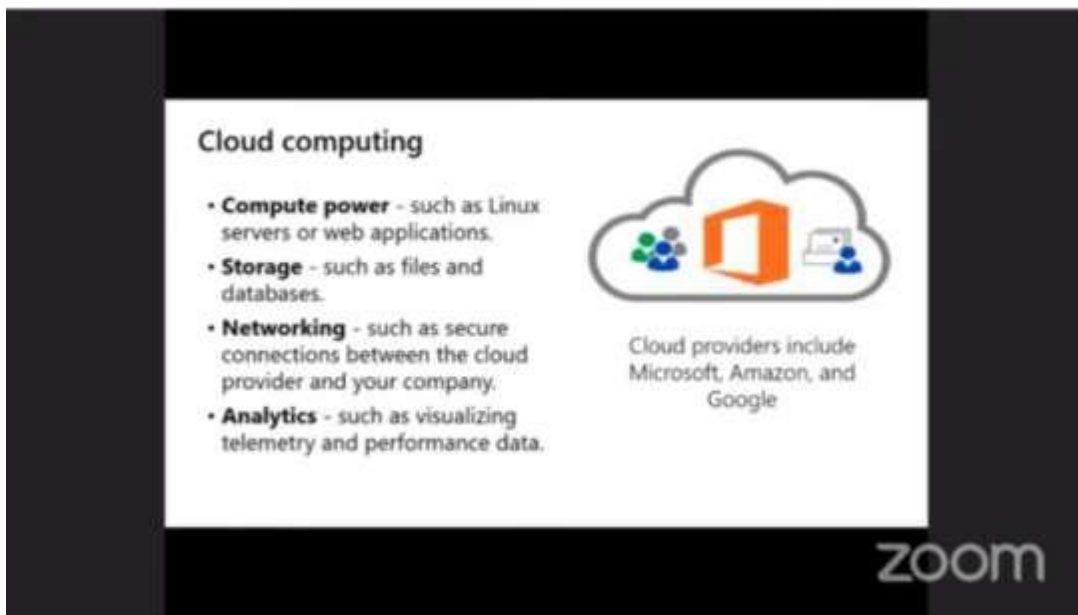 Cloud computing
• Compute power - such as Linux
servers or web applications.
• Storage - such as files and
databases.
• Networking - such as secure
connections between the cloud
provider and your company.
• Analytics - such as visualizing
telemetry and performance data.
Cloud providers include
Microsoft, Amazon, and
Google
zoom